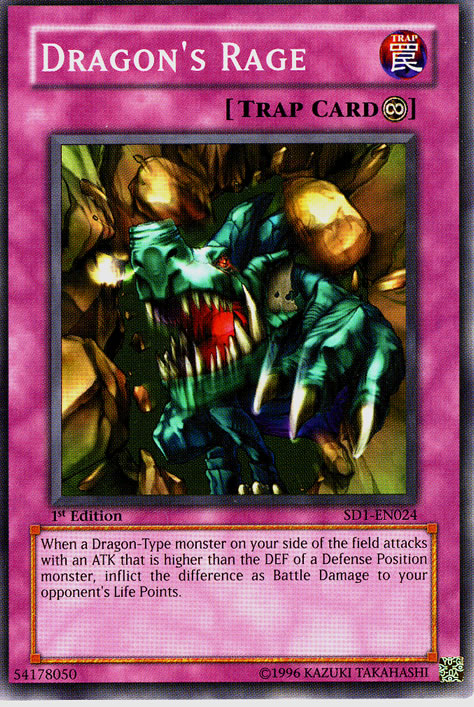 DRAGON'S RAGE
TRAP
罠
[TRAP CARD∞]
1st Edition
SD1-EN024
When a Dragon-Type monster on your side of the field attacks
with an ATK that is higher than the DEF of a Defense Position
monster, inflict the difference as Battle Damage to your
opponent's Life Points.
54178050
©1996 KAZUKI TAKAHASHI